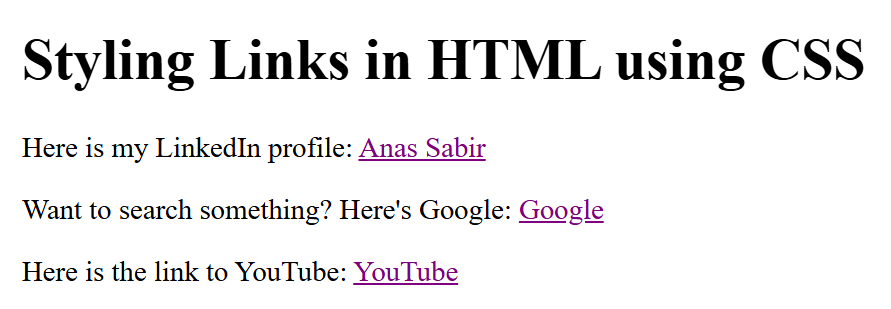 Styling Links in HTML using CSS
Here is my LinkedIn profile: Anas Sabir
Want to search something? Here's Google: Google
Here is the link to YouTube: YouTube